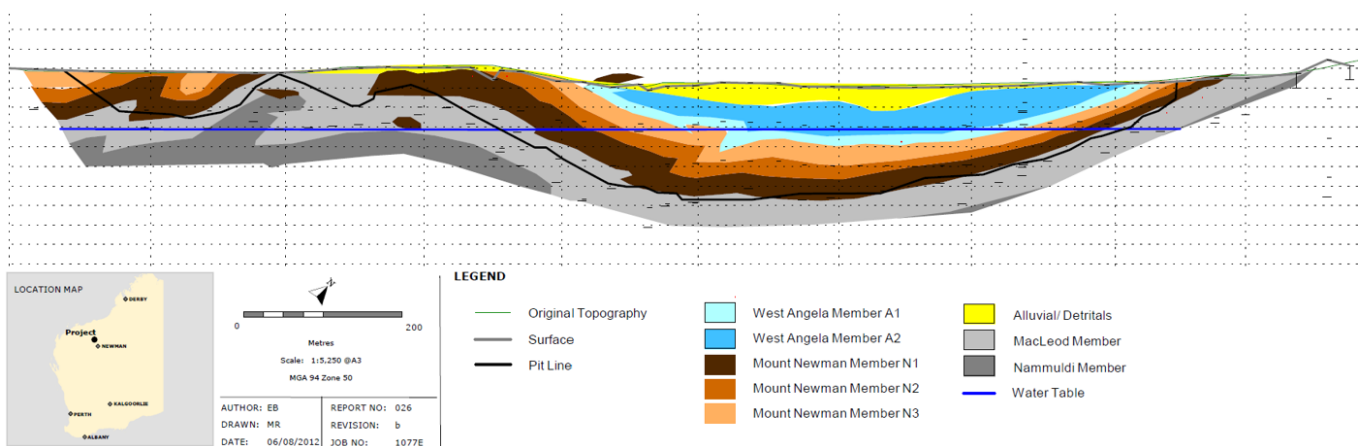 LOCATION MAP
DERBY
Project
NEWMAN
KALGOORLIE
PERTH
ALBANY
N
0 200
Metres
Scale: 1:5,250 @A3
MGA 94 Zone 50
AUTHOR: EB REPORT NO: 026
DRAWN: MR REVISION: b
DATE: 06/08/2012 JOB NO: 1077E
LEGEND
Original Topography
Surface
Pit Line
West Angela Member A1
West Angela Member A2
Mount Newman Member N1
Mount Newman Member N2
Mount Newman Member N3
Alluvial/ Detritals
MacLeod Member
Nammuldi Member
Water Table